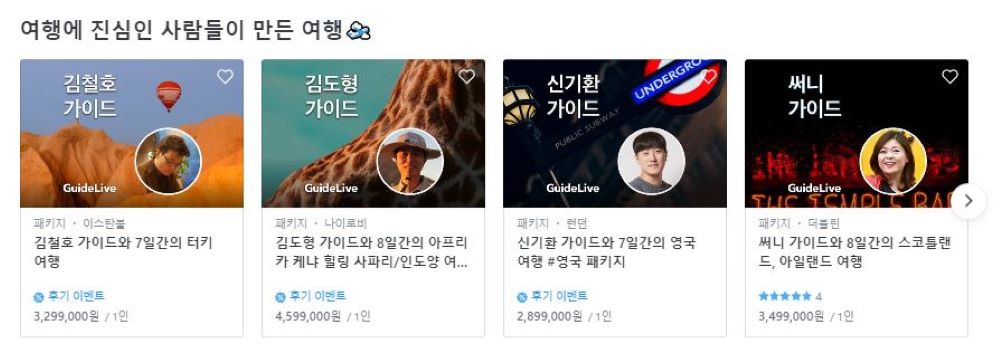 여행에 진심인 사람들이 만든 여행
김철호
가이드
GuideLive
패키지 · 이스탄불
김철호 가이드와 7일간의 터키
여행
후기 이벤트
3,299,000원 / 1인
김도형
가이드
GuideLive
패키지 · 나이로비
김도형 가이드와 8일간의 아프리
카 케냐 힐링 사파리/인도양 여...
후기 이벤트
4,599,000원 / 1인
신기환
가이드
UNDERGROU
PUBLIC SUBWAY
GuideLive
패키지 · 런던
신기환 가이드와 7일간의 영국
여행 #영국 패키지
후기 이벤트
2,899,000원 / 1인
써니
가이드
GuideLive
THE TEMPLE BAR
패키지 · 더블린
써니 가이드와 8일간의 스코틀랜
드, 아일랜드 여행
★★★★★ 4
3,499,000원 / 1인